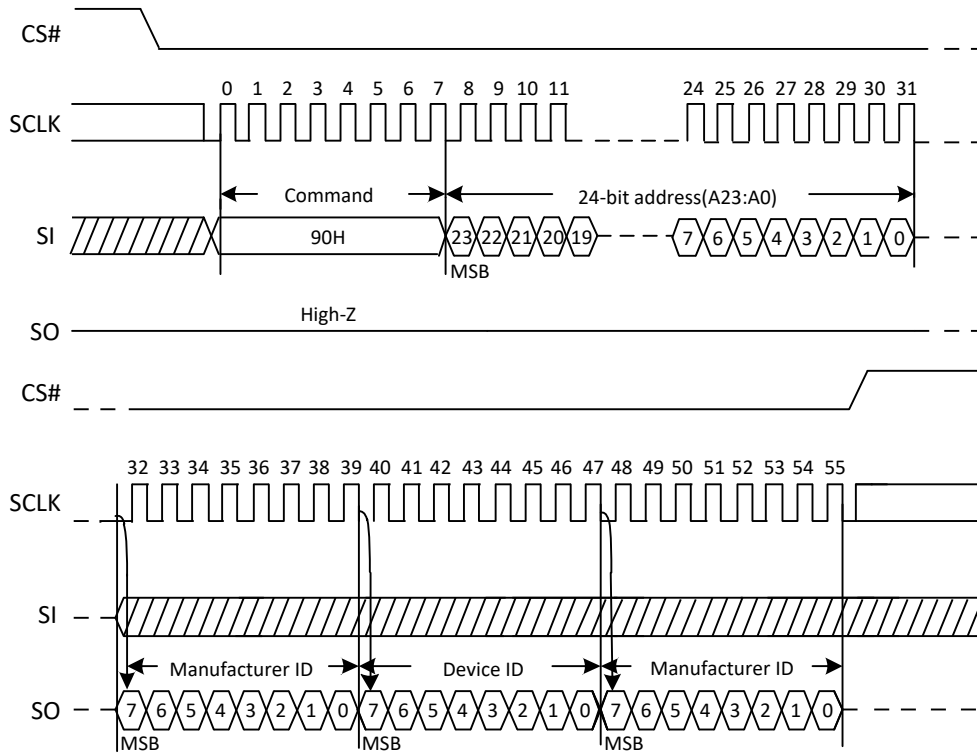 CS#
0 1 2 3 4 5 6 7 8 9 10 11 24 25 26 27 28 29 30 31
SCLK
Command 24-bit address(A23:A0)
SI 90H 23 22 21 20 19 7 6 5 4 3 2 1 0
MSB
High-Z
SO
CS#
32 33 34 35 36 37 38 39 40 41 42 43 44 45 46 47 48 49 50 51 52 53 54 55
SCLK
SI
Manufacturer ID Device ID Manufacturer ID
SO 7 6 5 4 3 2 1 0 7 6 5 4 3 2 1 0 7 6 5 4 3 2 1 0
MSB MSB MSB